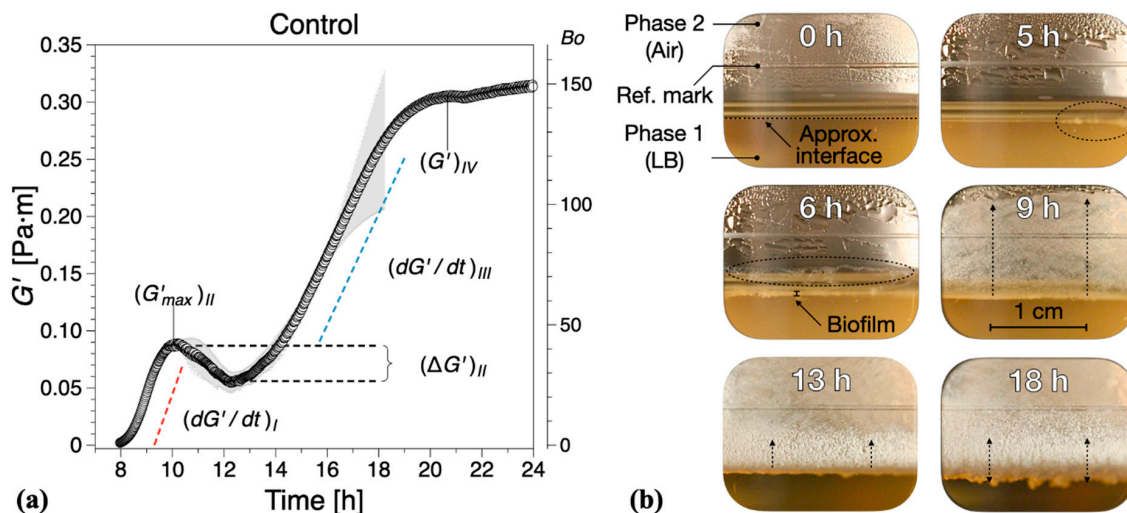 Control
G' [Pa·m]
Bo
0.35
0.30
0.25
0.20
0.15
0.10
0.05
0
150
100
50
0
(G')IV
(dG'/dt)III
(G'max)II
(ΔG')II
(dG'/dt)I
8 10 12 14 16 18 20 22 24
Time [h]
(a)
Phase 2
(Air)
Ref. mark
Phase 1
(LB)
0 h
Approx.
interface
5 h
6 h
Biofilm
9 h
1 cm
13 h
18 h
(b)